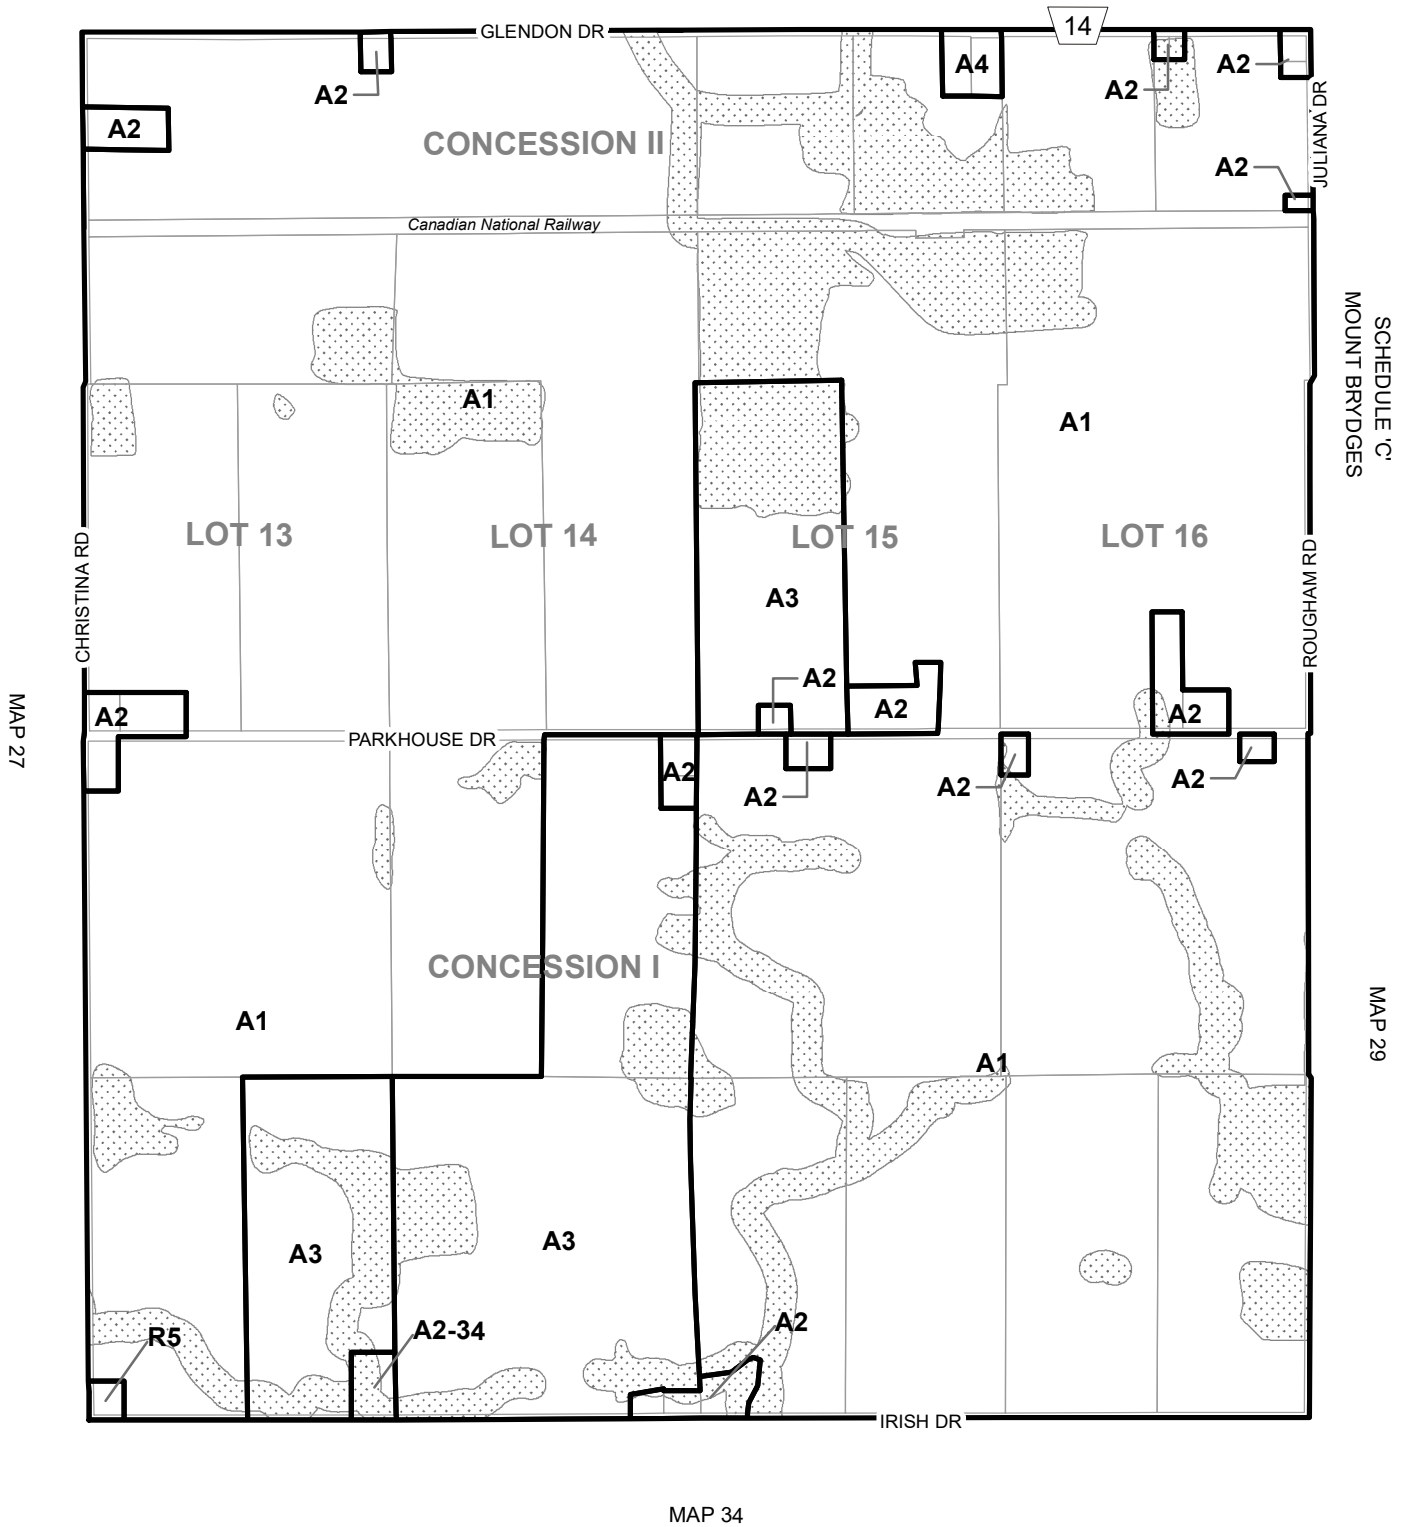 14
GLENDON DR
A2
A4
A2
A2
A2
CONCESSION II
JULIANA DR
A2
Canadian National Railway
SCHEDULE 'C'
MOUNT BRYDGES
A1
A1
LOT 13
LOT 14
LOT 15
LOT 16
CHRISTINA RD
ROUGHAM RD
A3
A2
A2
A2
A2
MAP 27
PARKHOUSE DR
A2
A2
A2
A2
CONCESSION I
A1
MAP 29
A1
A3
A3
A2-34
A2
R5
IRISH DR
MAP 34